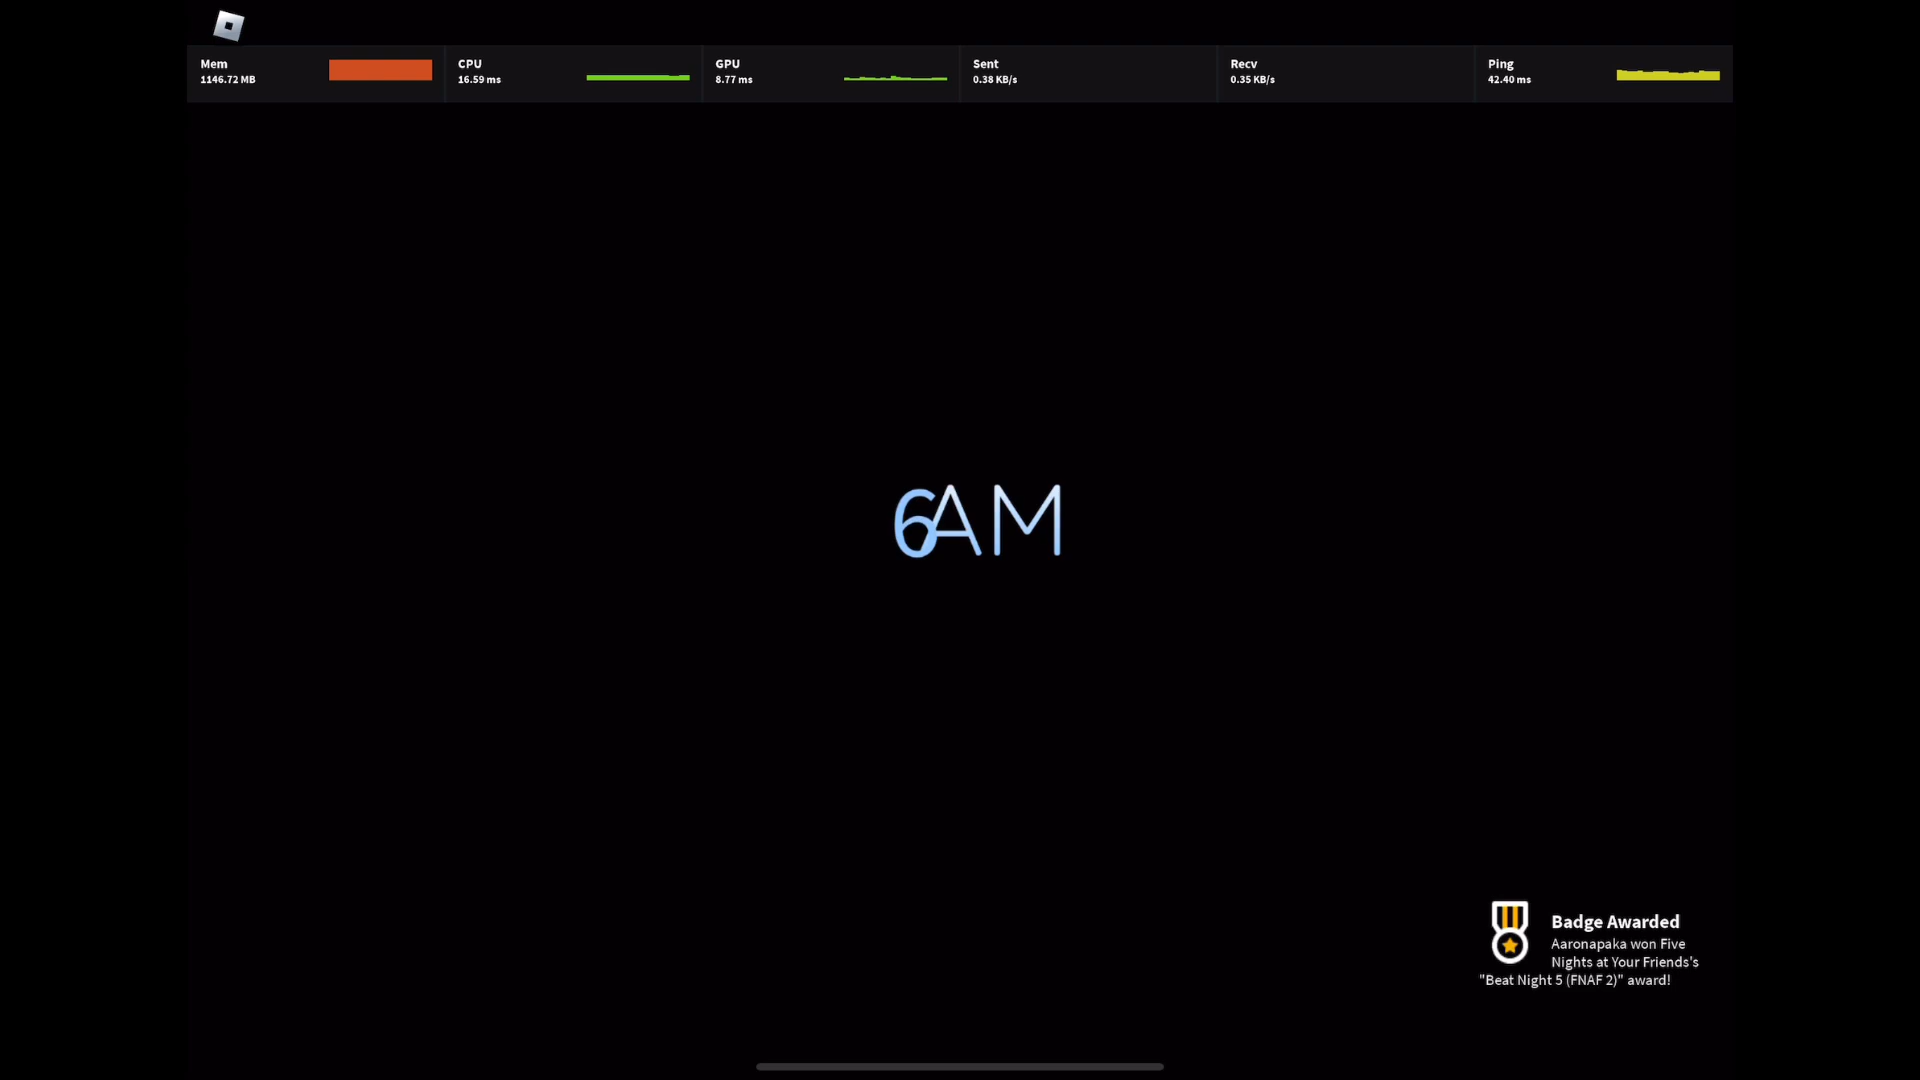 Mem
1146.72 MB
CPU
16.59 ms
GPU
8.77 ms
Sent
0.38 KB/s
Recv
0.35 KB/s
Ping
42.40 ms
6AM
Badge Awarded
Aaronapaka won Five
Nights at Your Friends's
"Beat Night 5 (FNAF 2)" award!